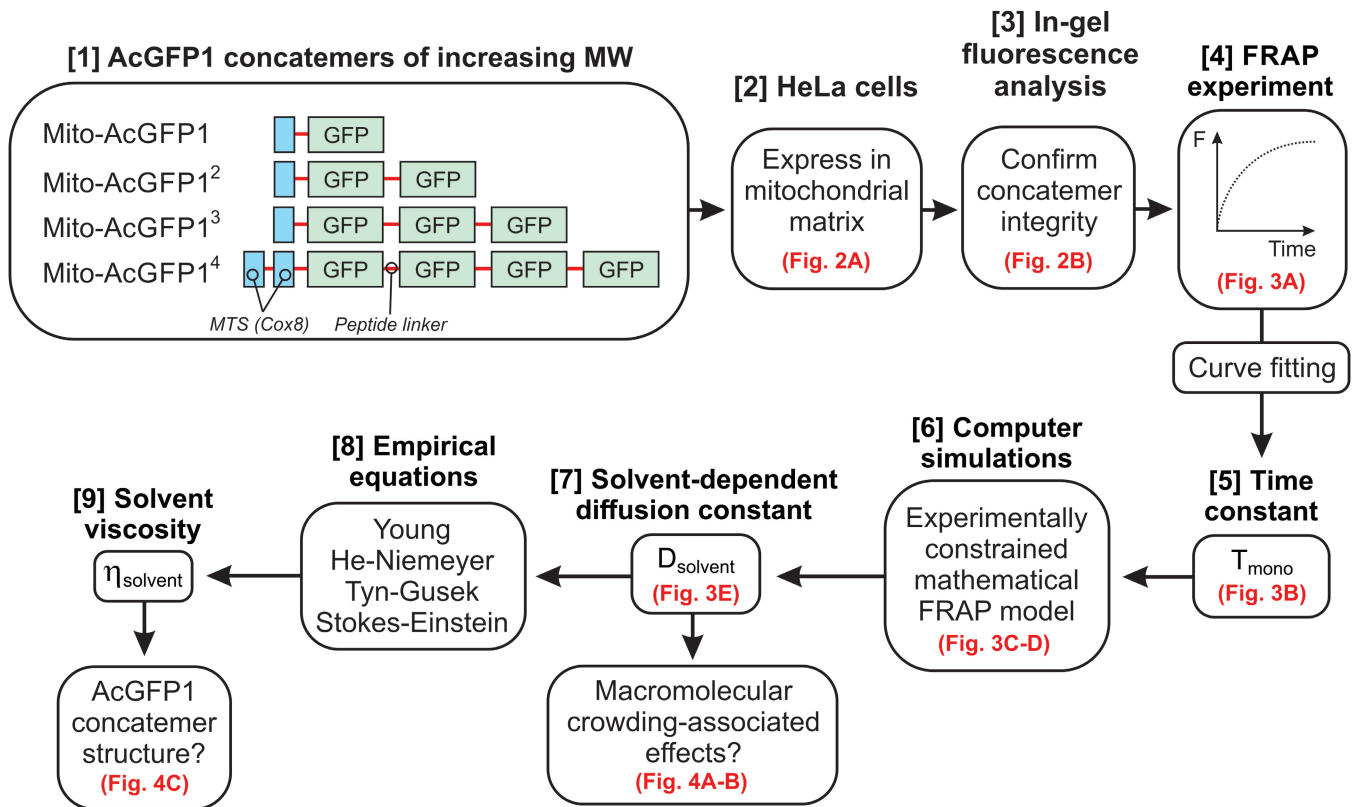 [1] AcGFP1 concatemers of increasing MW
Mito-AcGFP1
GFP
Mito-AcGFP1²
GFP GFP
Mito-AcGFP1³
GFP GFP GFP
Mito-AcGFP1⁴
GFP GFP GFP GFP
MTS (Cox8)
Peptide linker
[2] HeLa cells
Express in
mitochondrial
matrix
(Fig. 2A)
[3] In-gel
fluorescence
analysis
Confirm
concatemer
integrity
(Fig. 2B)
[4] FRAP
experiment
F
Time
(Fig. 3A)
Curve fitting
[5] Time
constant
Tmono
(Fig. 3B)
[6] Computer
simulations
Experimentally
constrained
mathematical
FRAP model
(Fig. 3C-D)
[7] Solvent-dependent
diffusion constant
Dsolvent
(Fig. 3E)
Macromolecular
crowding-associated
effects?
(Fig. 4A-B)
[8] Empirical
equations
Young
He-Niemeyer
Tyn-Gusek
Stokes-Einstein
[9] Solvent
viscosity
ηsolvent
AcGFP1
concatemer
structure?
(Fig. 4C)